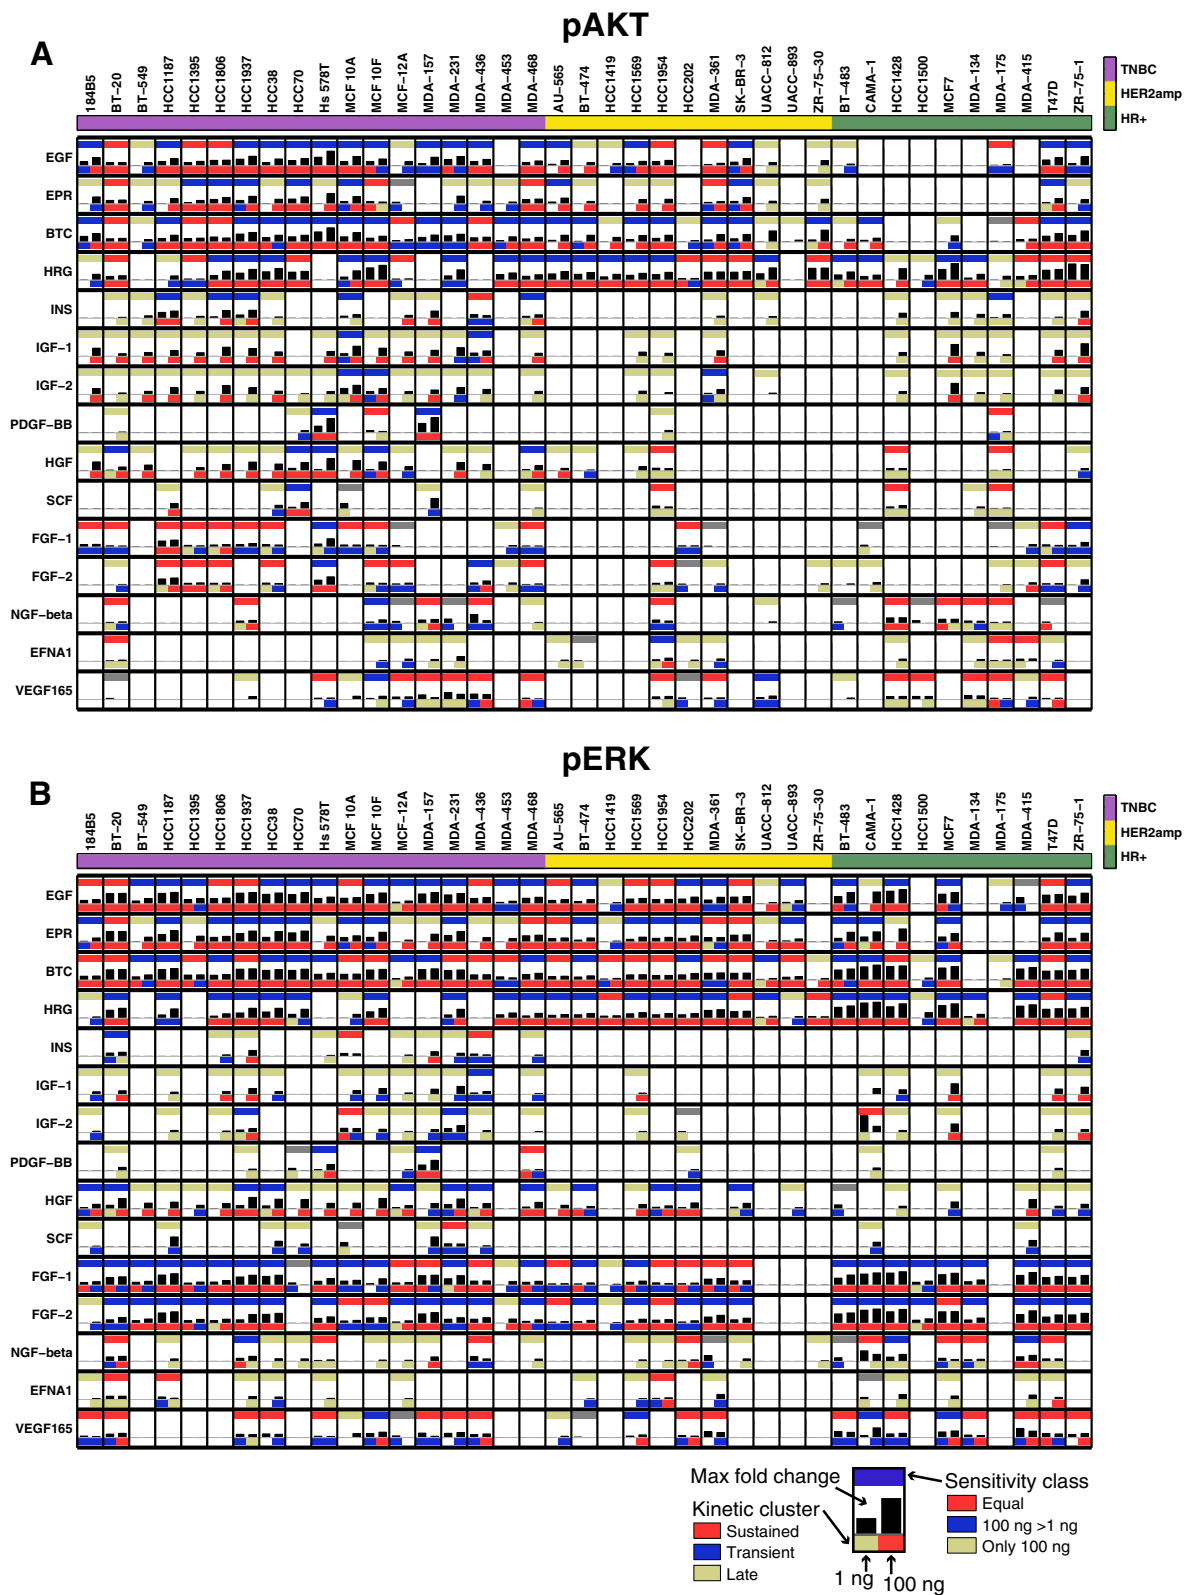 pAKT
A
184B5
BT-20
BT-549
HCC1187
HCC1395
HCC1806
HCC1937
HCC38
HCC70
Hs 578T
MCF 10A
MCF 10F
MCF-12A
MDA-157
MDA-231
MDA-436
MDA-453
MDA-468
AU-565
BT-474
HCC1419
HCC1569
HCC1954
HCC202
MDA-361
SK-BR-3
UACC-812
UACC-893
ZR-75-30
BT-483
CAMA-1
HCC1428
HCC1500
MCF7
MDA-134
MDA-175
MDA-415
T47D
ZR-75-1
TNBC
HER2amp
HR+
EGF
EPR
BTC
HRG
INS
IGF-1
IGF-2
PDGF-BB
HGF
SCF
FGF-1
FGF-2
NGF-beta
EFNA1
VEGF165
pERK
B
184B5
BT-20
BT-549
HCC1187
HCC1395
HCC1806
HCC1937
HCC38
HCC70
Hs 578T
MCF 10A
MCF 10F
MCF-12A
MDA-157
MDA-231
MDA-436
MDA-453
MDA-468
AU-565
BT-474
HCC1419
HCC1569
HCC1954
HCC202
MDA-361
SK-BR-3
UACC-812
UACC-893
ZR-75-30
BT-483
CAMA-1
HCC1428
HCC1500
MCF7
MDA-134
MDA-175
MDA-415
T47D
ZR-75-1
TNBC
HER2amp
HR+
EGF
EPR
BTC
HRG
INS
IGF-1
IGF-2
PDGF-BB
HGF
SCF
FGF-1
FGF-2
NGF-beta
EFNA1
VEGF165
Max fold change
Sensitivity class
Kinetic cluster
Equal
Sustained
100 ng >1 ng
Transient
Only 100 ng
Late
1 ng
100 ng